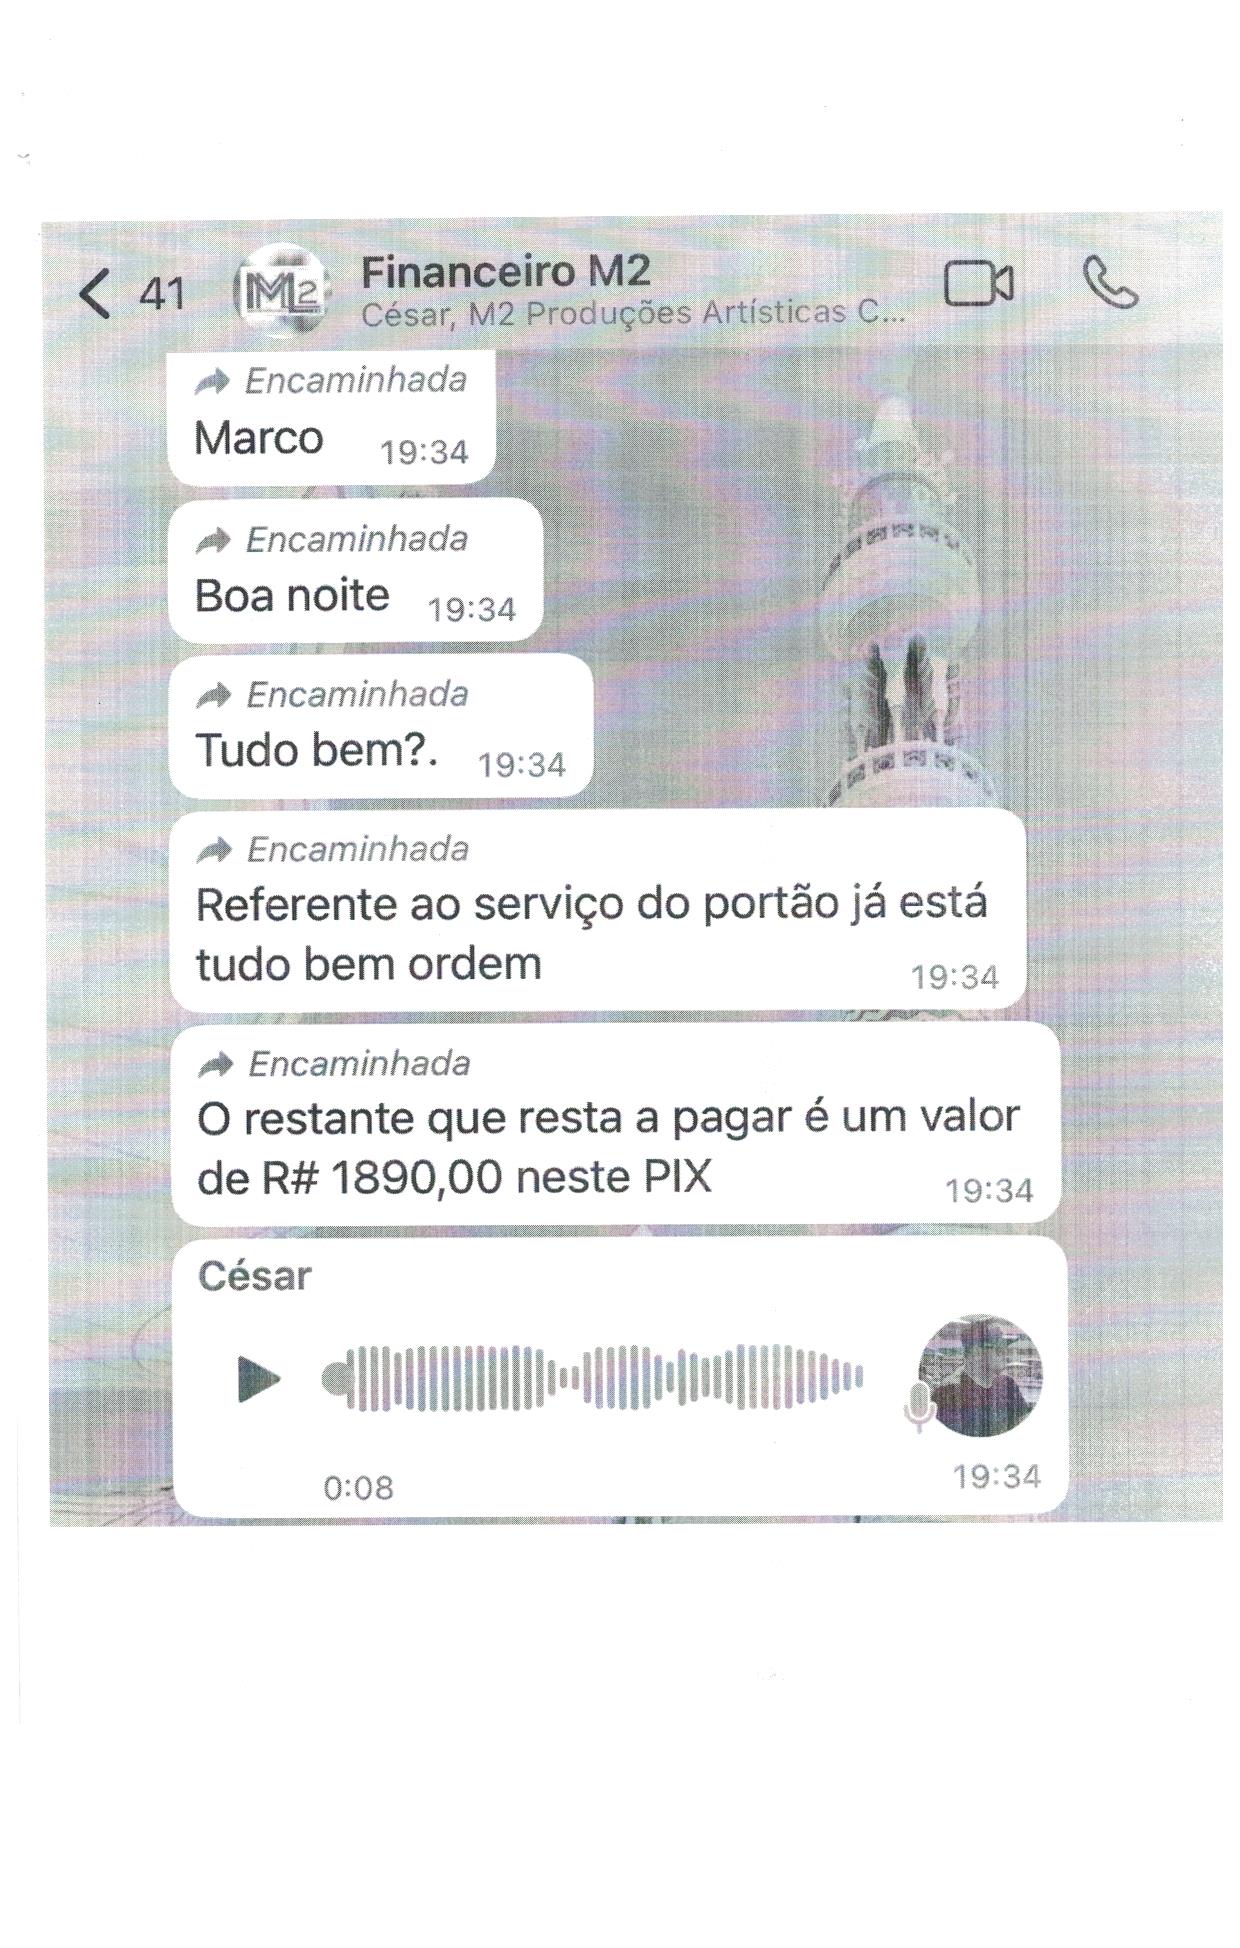 41
M2
Financeiro M2
César, M2 Produções Artísticas C...
Encaminhada
Marco 19:34
Encaminhada
Boa noite 19:34
Encaminhada
Tudo bem?. 19:34
Encaminhada
Referente ao serviço do portão já está
tudo bem ordem 19:34
Encaminhada
O restante que resta a pagar é um valor
de R# 1890,00 neste PIX 19:34
César
0:08 19:34